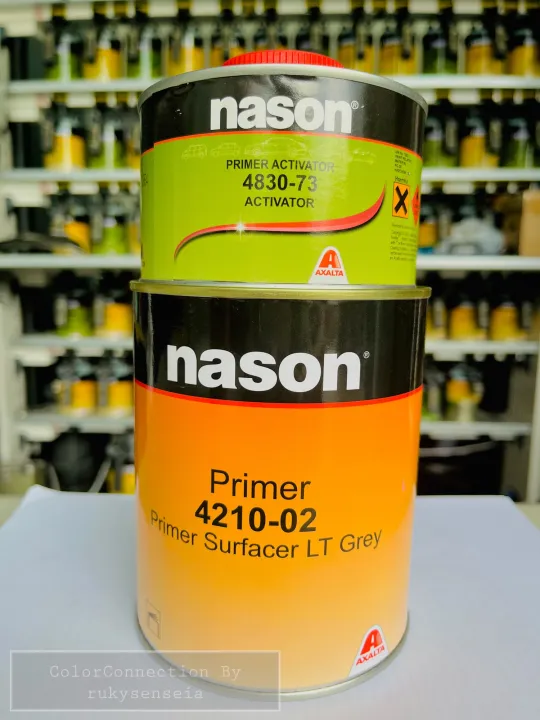 nason®
PRIMER ACTIVATOR
4830-73
ACTIVATOR
AXALTA
nason®
Primer
4210-02
Primer Surfacer LT Grey
AXALTA
ColorConnection By
rukysenseia